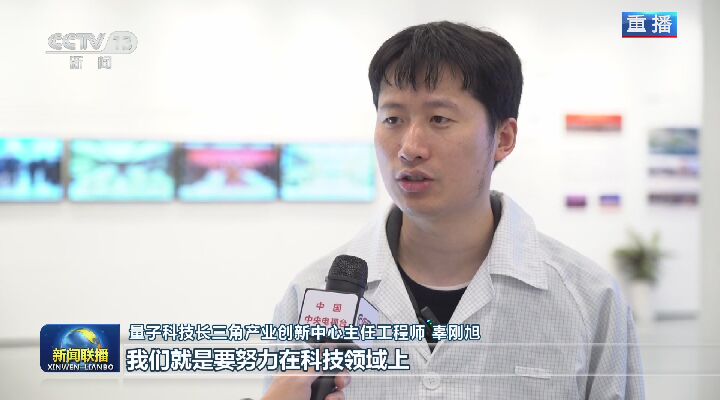 CCTV 13
新闻
重播
中国
中央电视台
量子科技长三角产业创新中心主任工程师 辜刚旭
新闻联播
XINWEN-LIANBO
我们就是要努力在科技领域上